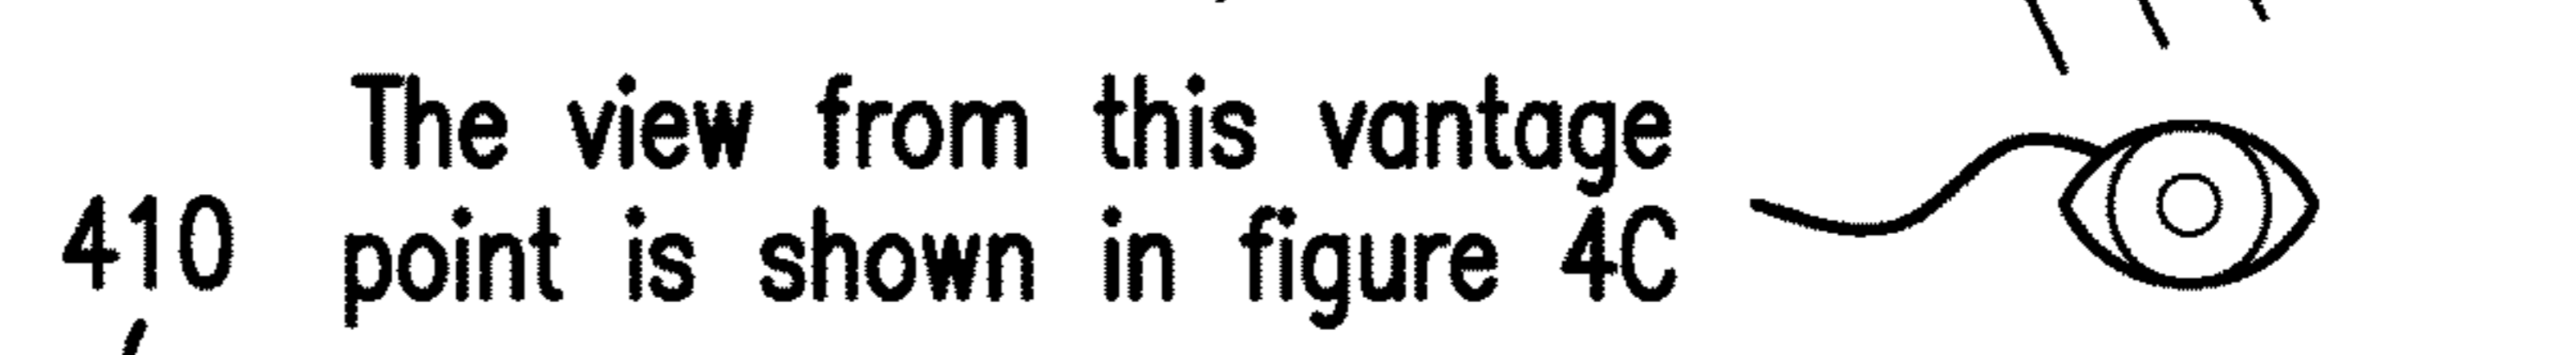 The view from this vantage
410 point is shown in figure 4C